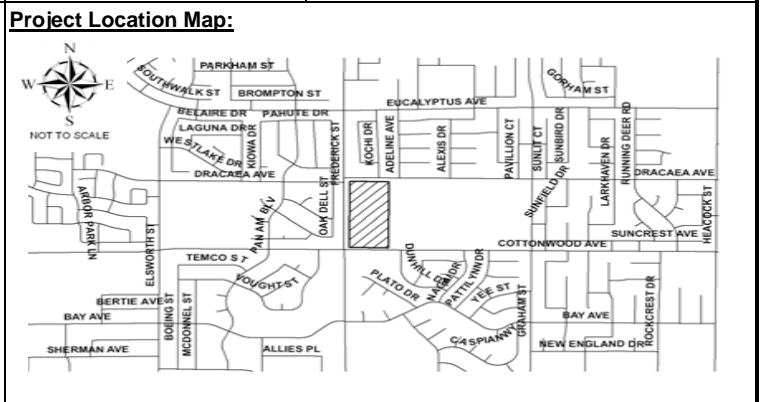 Project Location Map:
N
W
E
S
NOT TO SCALE
PARKHAM ST
SOUTHWALK ST
BROMPTON ST
GORHAM ST
EUCALYPTUS AVE
BELAIRE DR
PAHUTE DR
LAGUNA DR
WESTLAKE DR
KIOWA DR
FREDERICK ST
KOCHI DR
ADELINE AVE
ALEXIS DR
PAVILLION CT
SUNLIT CT
SUNBIRD DR
LARKHAVEN DR
RUNNING DEER RD
DRACAEA AVE
DRACAEA AVE
ARBOR PARK LN
ELSWORTH ST
PAN AM BLV
OAK DELL ST
SUNFIELD DR
SUNCREST AVE
HEACOCK ST
COTTONWOOD AVE
TEMCO ST
VOUGHT ST
DUNHILL DR
NAOMI DR
PATTILYNN DR
PLATO DR
YEE ST
GRAHAM ST
BERTIE AVE
BAY AVE
BOEING ST
MCDONNEL ST
BAY AVE
ROCKCREST DR
SHERMAN AVE
ALLIES PL
CASPIAN WY
NEW ENGLAND DR